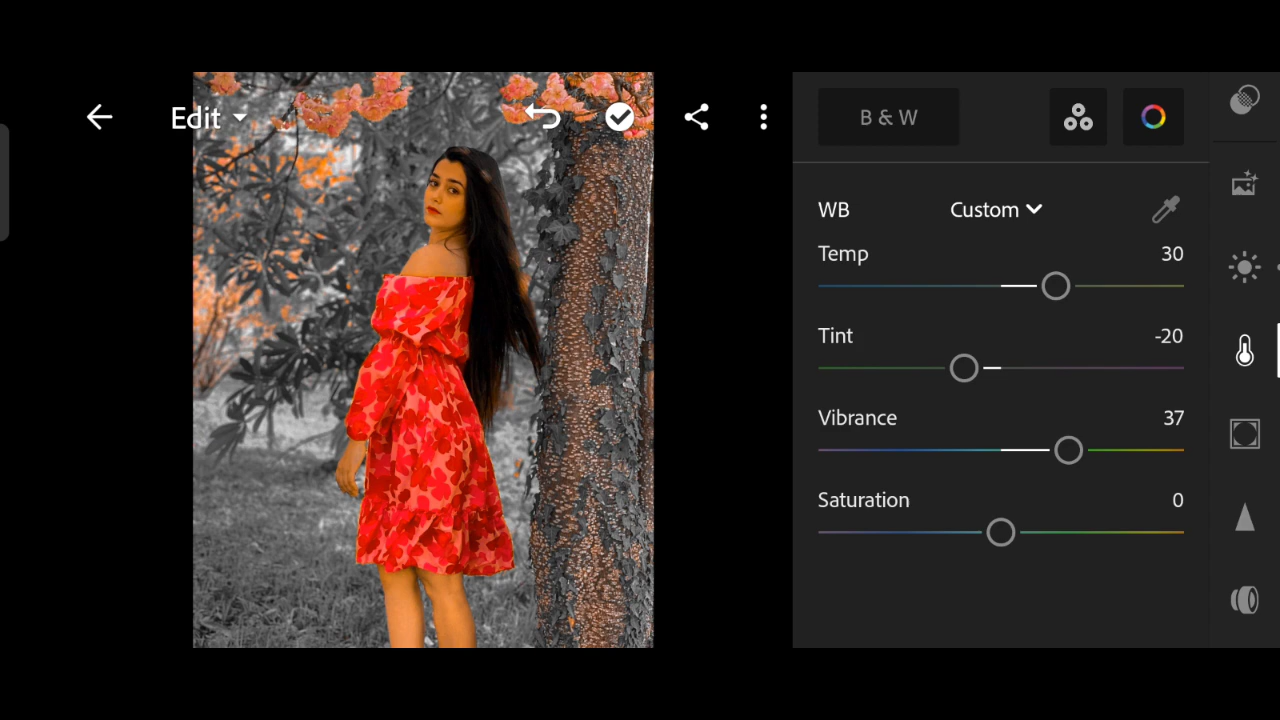 Edit
B & W
WB Custom
Temp 30
Tint -20
Vibrance 37
Saturation 0